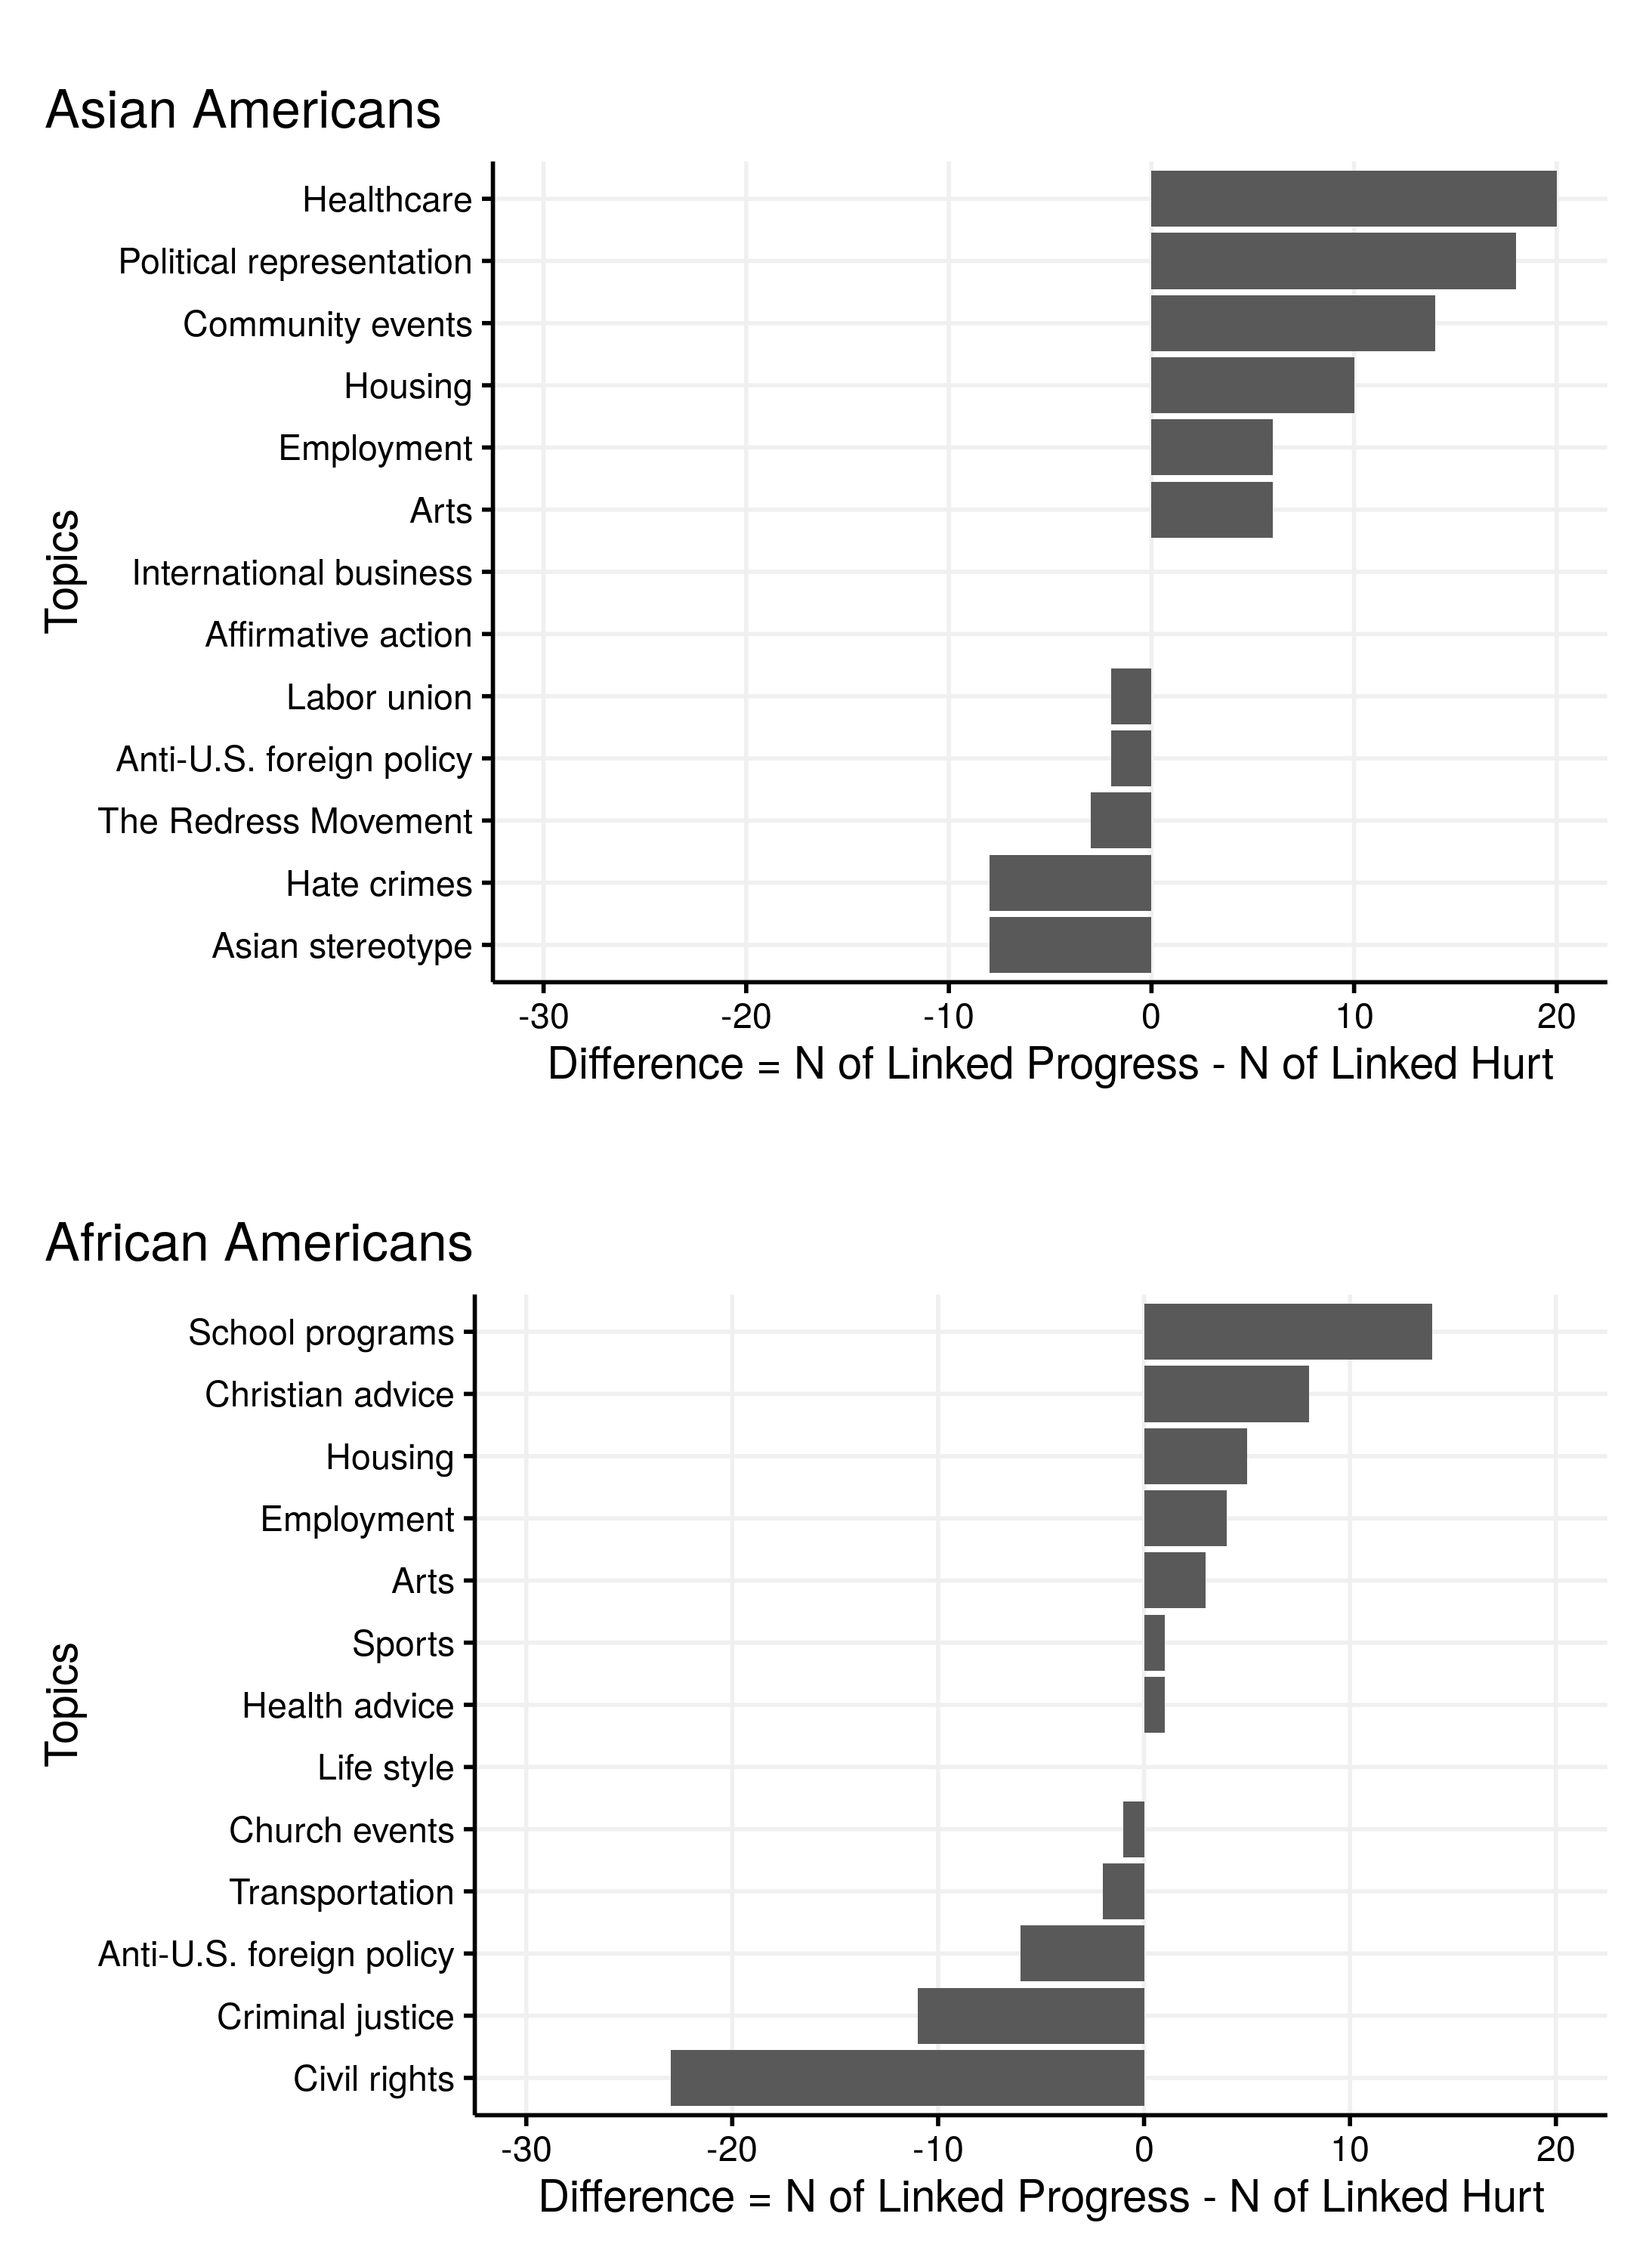 Asian Americans
Topics
Healthcare
Political representation
Community events
Housing
Employment
Arts
International business
Affirmative action
Labor union
Anti-U.S. foreign policy
The Redress Movement
Hate crimes
Asian stereotype
-30 -20 -10 0 10 20
Difference = N of Linked Progress - N of Linked Hurt
African Americans
Topics
School programs
Christian advice
Housing
Employment
Arts
Sports
Health advice
Life style
Church events
Transportation
Anti-U.S. foreign policy
Criminal justice
Civil rights
-30 -20 -10 0 10 20
Difference = N of Linked Progress - N of Linked Hurt